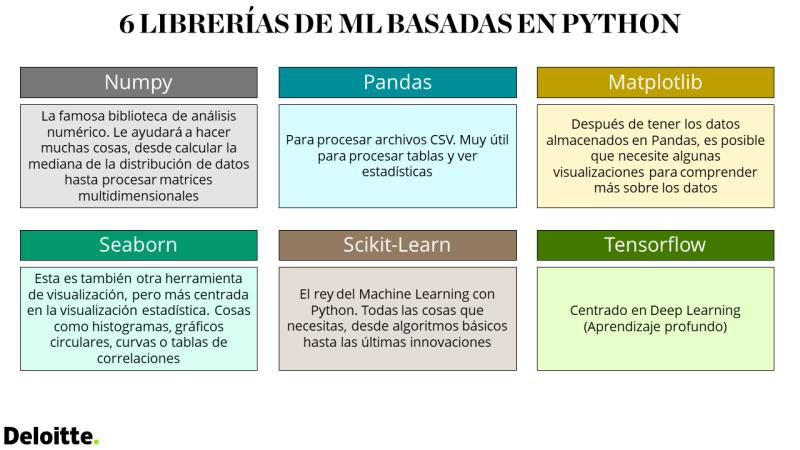 6 LIBRERÍAS DE ML BASADAS EN PYTHON
Numpy
La famosa biblioteca de análisis
numérico. Le ayudará a hacer
muchas cosas, desde calcular la
mediana de la distribución de datos
hasta procesar matrices
multidimensionales
Pandas
Para procesar archivos CSV. Muy útil
para procesar tablas y ver
estadísticas
Matplotlib
Después de tener los datos
almacenados en Pandas, es posible
que necesite algunas
visualizaciones para comprender
más sobre los datos
Seaborn
Esta es también otra herramienta
de visualización, pero más centrada
en la visualización estadística. Cosas
como histogramas, gráficos
circulares, curvas o tablas de
correlaciones
Scikit-Learn
El rey del Machine Learning con
Python. Todas las cosas que
necesitas, desde algoritmos básicos
hasta las últimas innovaciones
Tensorflow
Centrado en Deep Learning
(Aprendizaje profundo)
Deloitte.